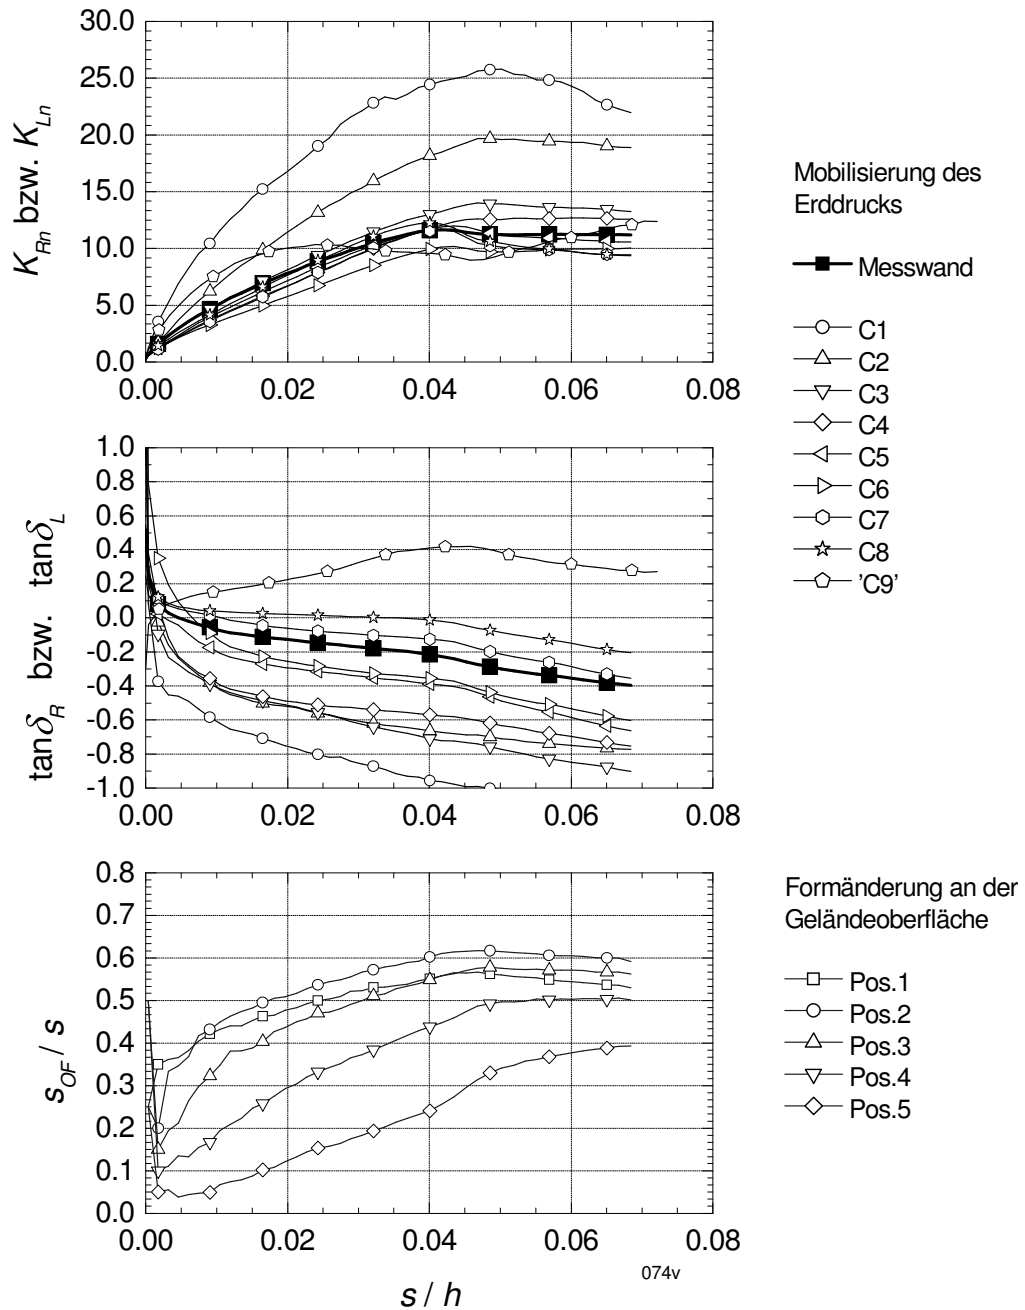 30.0
25.0
20.0
15.0
10.0
5.0
0.0
K_Rn bzw. K_Ln
0.00 0.02 0.04 0.06 0.08
Mobilisierung des
Erddrucks
Messwand
C1
C2
C3
C4
C5
C6
C7
C8
'C9'
1.0
0.8
0.6
0.4
0.2
0.0
-0.2
-0.4
-0.6
-0.8
-1.0
tanδ_R bzw. tanδ_L
0.00 0.02 0.04 0.06 0.08
0.8
0.7
0.6
0.5
0.4
0.3
0.2
0.1
0.0
s_OF / s
0.00 0.02 0.04 0.06 0.08
Formänderung an der
Geländeoberfläche
Pos.1
Pos.2
Pos.3
Pos.4
Pos.5
074v
s / h